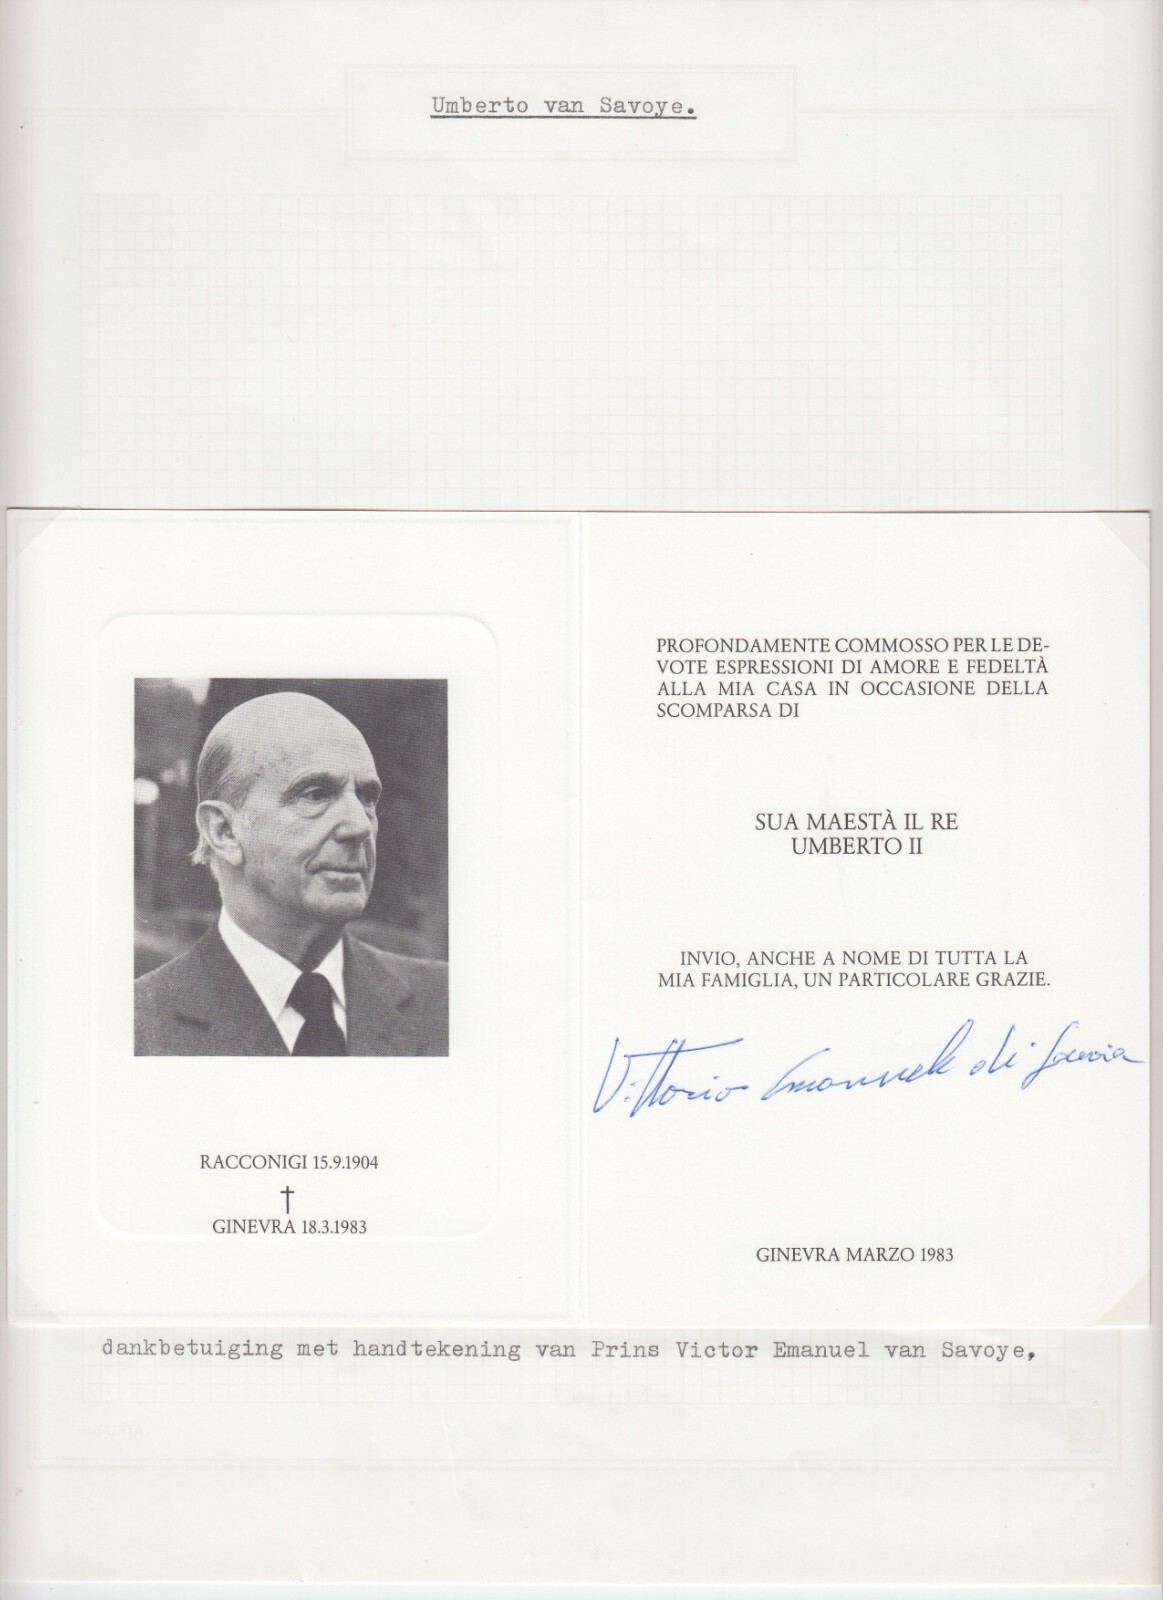 Umberto van Savoye.
PROFONDAMENTE COMMOSSO PER LE DE-
VOTE ESPRESSIONI DI AMORE E FEDELTÀ
ALLA MIA CASA IN OCCASIONE DELLA
SCOMPARSA DI
SUA MAESTÀ IL RE
UMBERTO II
INVIO, ANCHE A NOME DI TUTTA LA
MIA FAMIGLIA, UN PARTICOLARE GRAZIE.
Vittorio Emanuele di Savoia
RACCONIGI 15.9.1904
†
GINEVRA 18.3.1983
GINEVRA MARZO 1983
dankbetuiging met handtekening van Prins Victor Emanuel van Savoye,